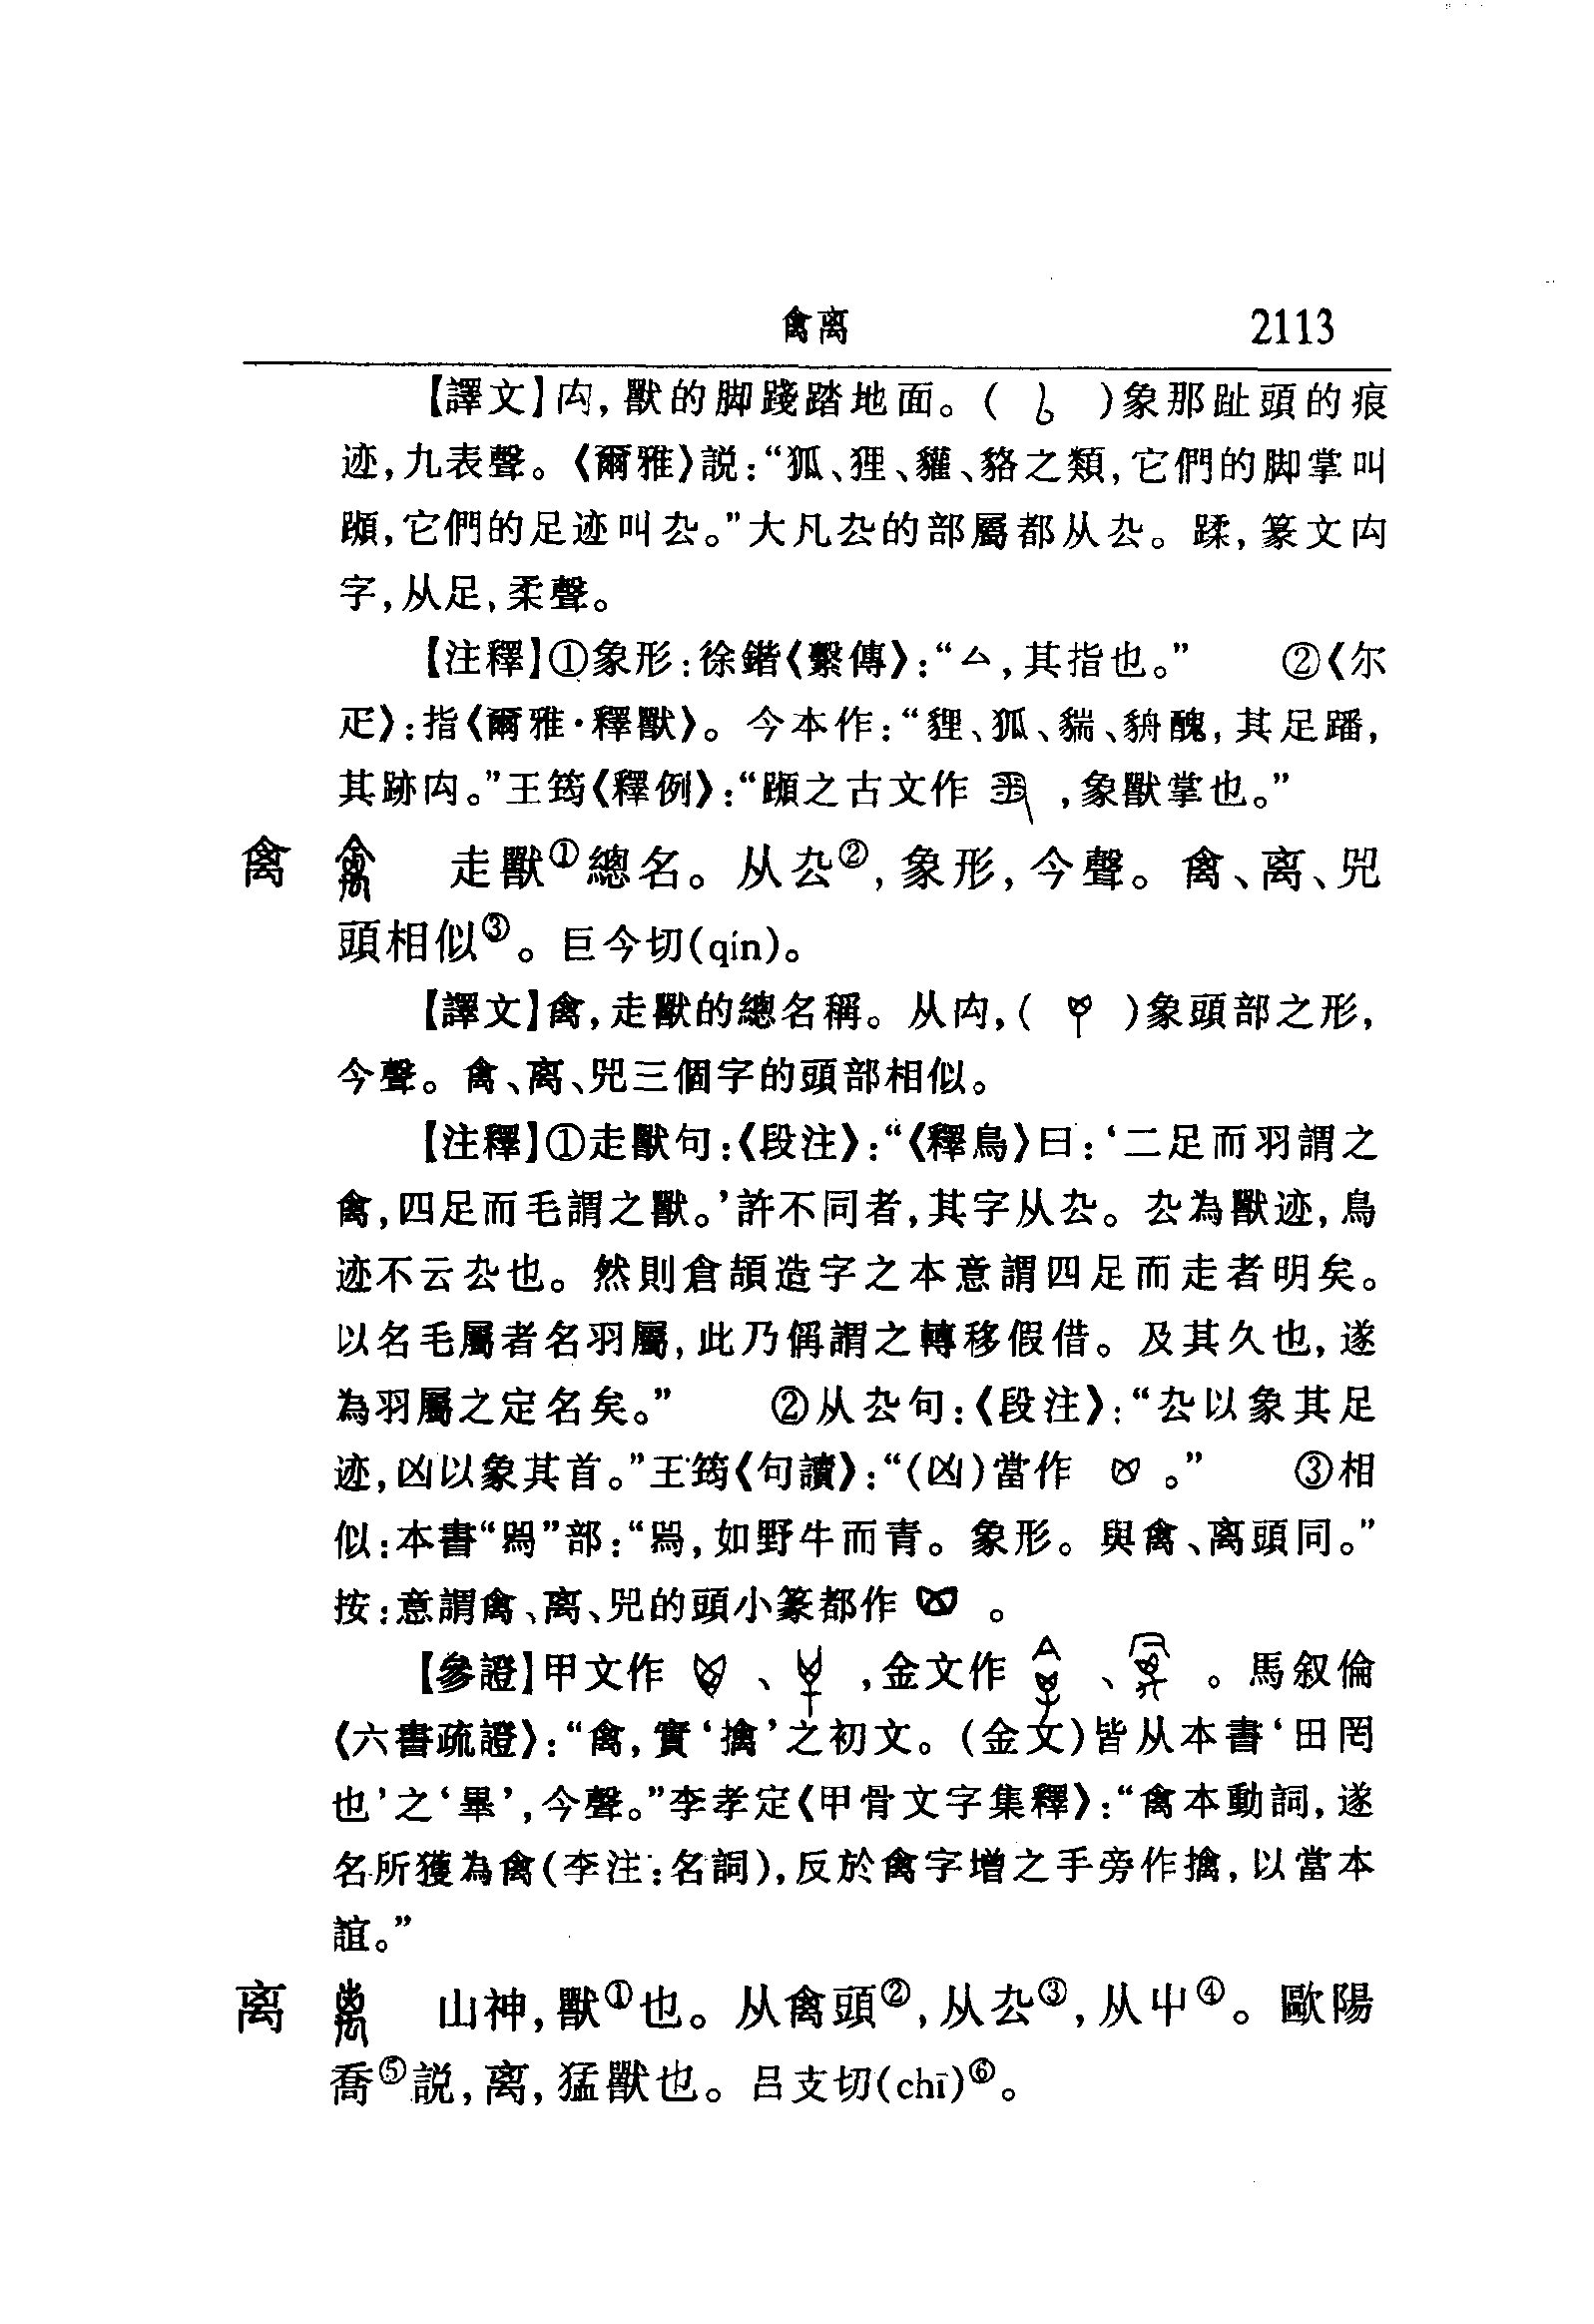 禽离 2113
【譯文】禸,獸的脚踐踏地面。( )象那趾頭的痕
迹,九表聲。《爾雅》説:“狐、狸、貛、貉之類,它們的脚掌叫
蹞,它們的足迹叫厹。”大凡厹的部屬都从厹。蹂,篆文禸
字,从足,柔聲。
【注釋】①象形:徐鍇《繫傳》:“厶,其指也。” ②《尔
疋》:指《爾雅·釋獸》。今本作:“貍、狐、貒、貈醜,其足蹯,
其跡禸。”王筠《釋例》:“蹞之古文作 ,象獸掌也。”
禽 走獸①總名。从厹②,象形,今聲。禽、离、兕
頭相似③。巨今切(qín)。
【譯文】禽,走獸的總名稱。从禸,( )象頭部之形,
今聲。禽、离、兕三個字的頭部相似。
【注釋】①走獸句:《段注》:“《釋鳥》曰:‘二足而羽謂之
禽,四足而毛謂之獸。’許不同者,其字从厹。厹為獸迹,鳥
迹不云厹也。然則倉頡造字之本意謂四足而走者明矣。
以名毛屬者名羽屬,此乃偁謂之轉移假借。及其久也,遂
為羽屬之定名矣。” ②从厹句:《段注》:“厹以象其足
迹,凶以象其首。”王筠《句讀》:“(凶)當作 。” ③相
似:本書“𤉡”部:“𤉡,如野牛而青。象形。與禽、离頭同。”
按:意謂禽、离、兕的頭小篆都作 。
【參證】甲文作 、 ,金文作 、 。馬叙倫
《六書疏證》:“禽,實‘擒’之初文。(金文)皆从本書‘田罔
也’之‘畢’,今聲。”李孝定《甲骨文字集釋》:“禽本動詞,遂
名所獲為禽(李注:名詞),反於禽字增之手旁作擒,以當本
誼。”
离 山神,獸①也。从禽頭②,从厹③,从屮④。歐陽
喬⑤説,离,猛獸也。吕支切(chī)⑥。